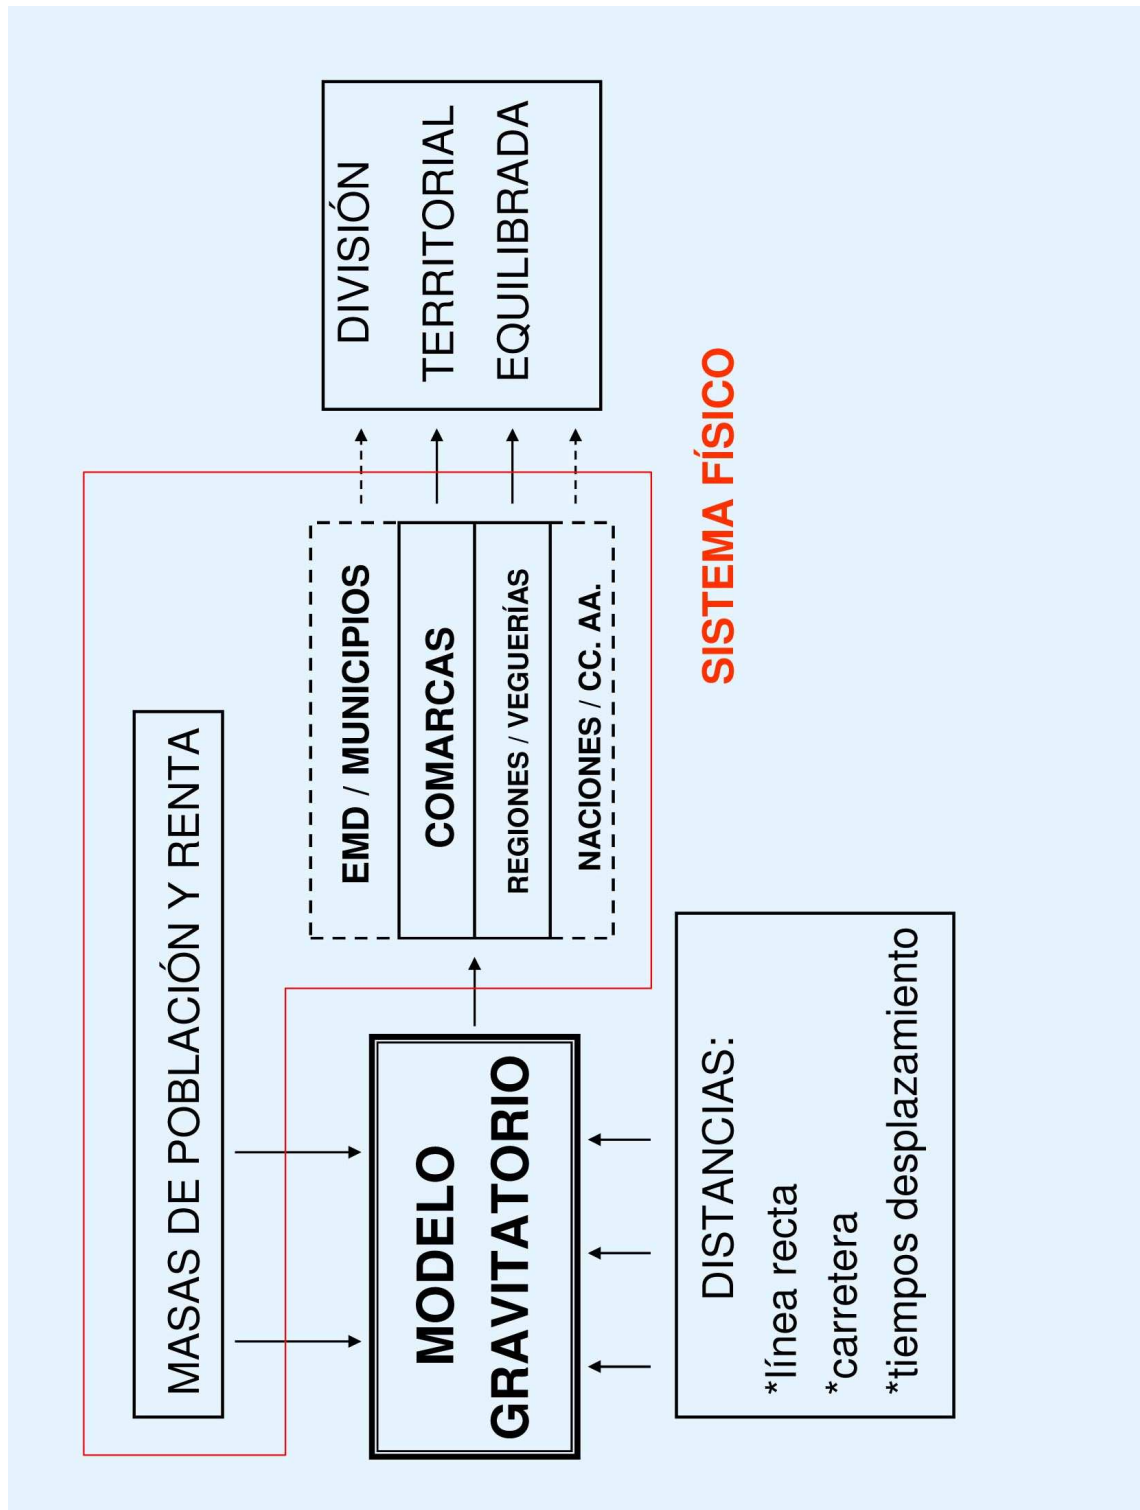 MASAS DE POBLACIÓN Y RENTA
MODELO
GRAVITATORIO
EMD / MUNICIPIOS
COMARCAS
REGIONES / VEGUERÍAS
NACIONES / CC. AA.
DIVISIÓN
TERRITORIAL
EQUILIBRADA
DISTANCIAS:
*línea recta
*carretera
*tiempos desplazamiento
SISTEMA FÍSICO